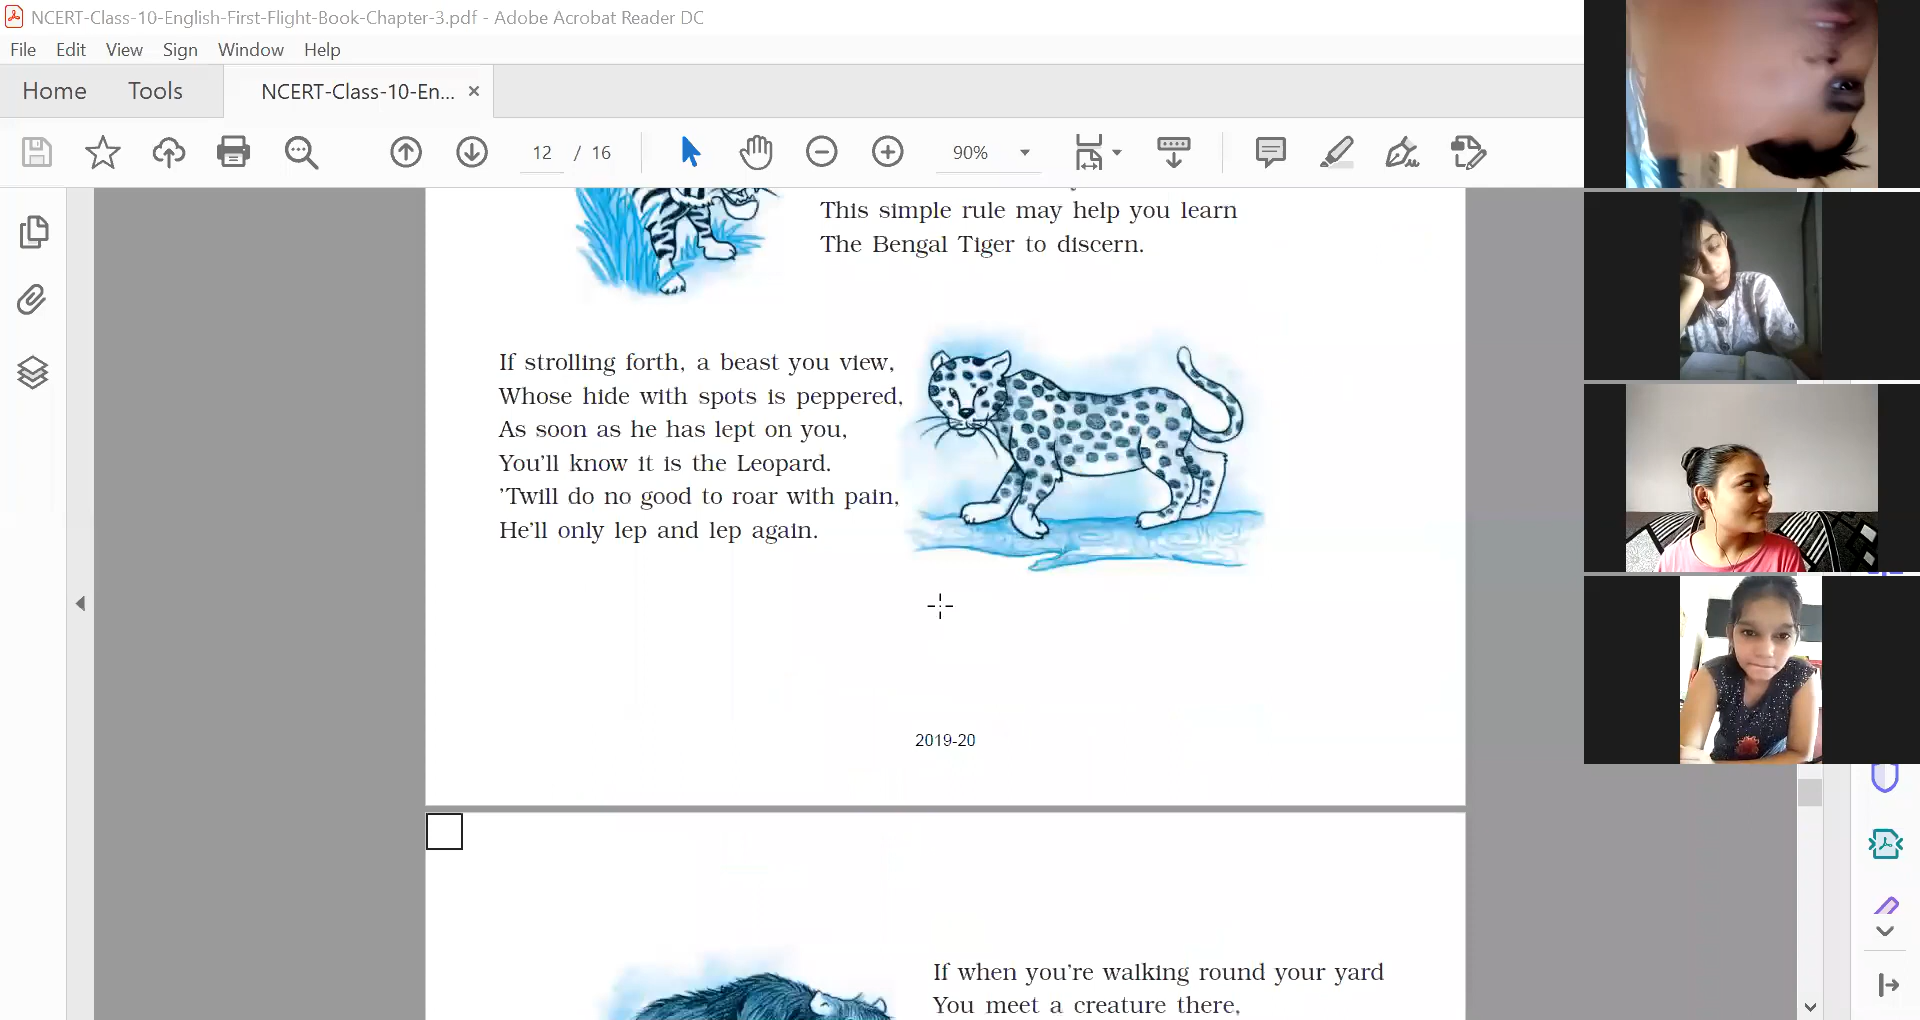 NCERT-Class-10-English-First-Flight-Book-Chapter-3.pdf - Adobe Acrobat Reader DC
File Edit View Sign Window Help
Home Tools NCERT-Class-10-En... ×
12 / 16 90%
This simple rule may help you learn
The Bengal Tiger to discern.
If strolling forth, a beast you view,
Whose hide with spots is peppered,
As soon as he has lept on you,
You'll know it is the Leopard.
'Twill do no good to roar with pain,
He'll only lep and lep again.
2019-20
If when you're walking round your yard
You meet a creature there,